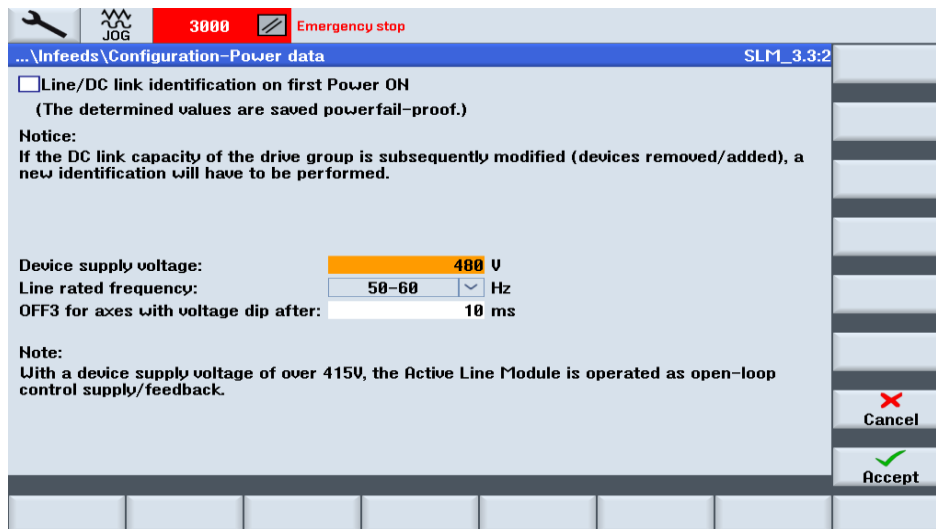 JOG
3000
Emergency stop
...\Infeeds\Configuration-Power data
SLM_3.3:2
Line/DC link identification on first Power ON
(The determined values are saved powerfail-proof.)
Notice:
If the DC link capacity of the drive group is subsequently modified (devices removed/added), a
new identification will have to be performed.
Device supply voltage: 480 V
Line rated frequency: 50-60 Hz
OFF3 for axes with voltage dip after: 10 ms
Note:
With a device supply voltage of over 415V, the Active Line Module is operated as open-loop
control supply/feedback.
Cancel
Accept